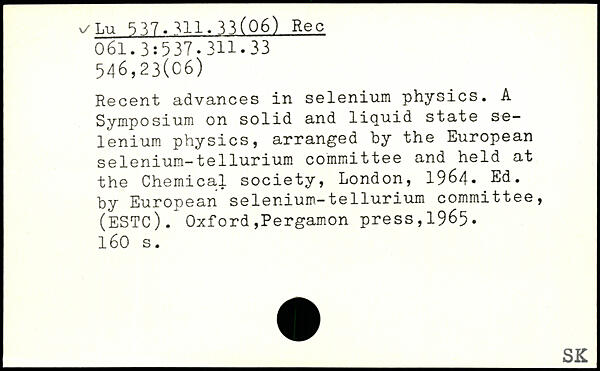 ✓ Lu 537.311.33(06) Rec
061.3:537.311.33
546,23(06)
Recent advances in selenium physics. A
Symposium on solid and liquid state se-
lenium physics, arranged by the European
selenium-tellurium committee and held at
the Chemical society, London, 1964. Ed.
by European selenium-tellurium committee,
(ESTC). Oxford,Pergamon press,1965.
160 s.
SK